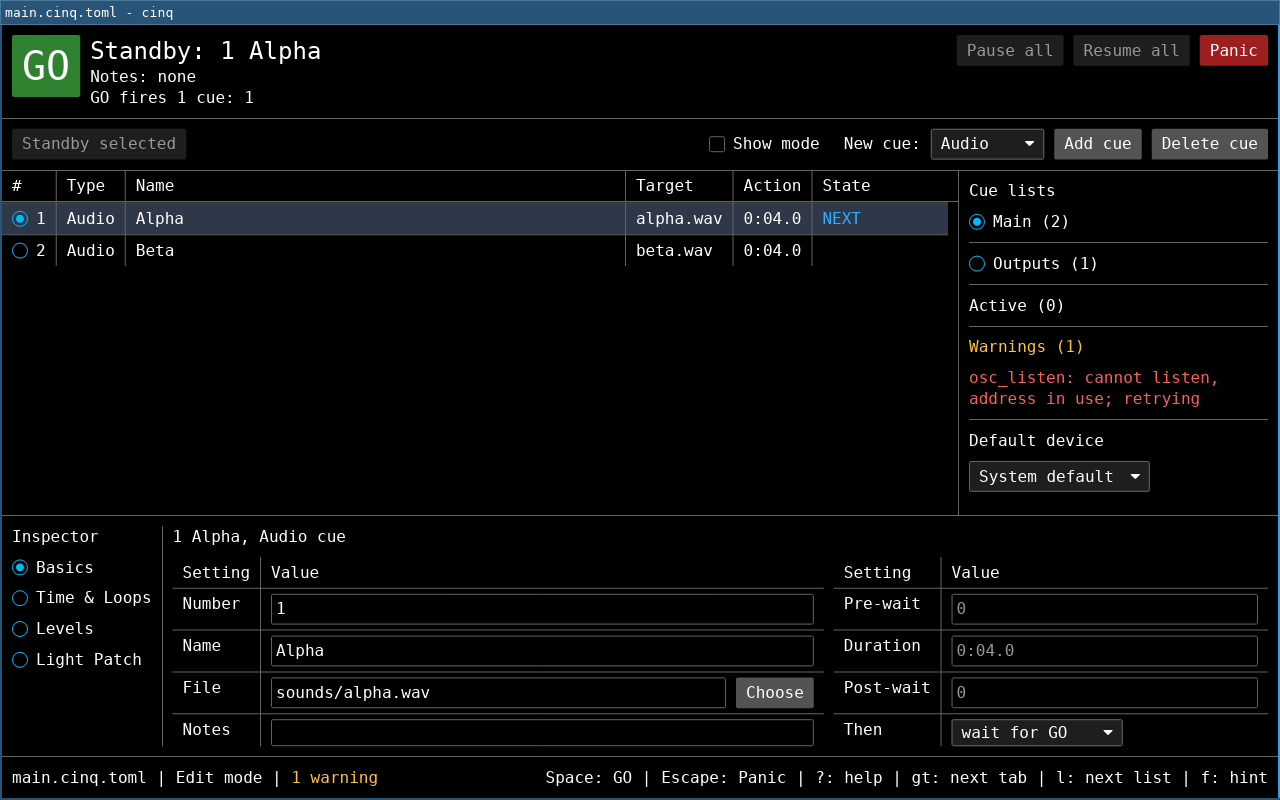 main.cinq.toml - cinq
GO
Standby: 1 Alpha
Notes: none
GO fires 1 cue: 1
Pause all
Resume all
Panic
Standby selected
Show mode
New cue:
Audio
Add cue
Delete cue
# Type Name Target Action State
1 Audio Alpha alpha.wav 0:04.0 NEXT
2 Audio Beta beta.wav 0:04.0
Cue lists
Main (2)
Outputs (1)
Active (0)
Warnings (1)
osc_listen: cannot listen,
address in use; retrying
Default device
System default
Inspector
Basics
Time & Loops
Levels
Light Patch
1 Alpha, Audio cue
Setting Value
Number 1
Name Alpha
File sounds/alpha.wav Choose
Notes
Setting Value
Pre-wait 0
Duration 0:04.0
Post-wait 0
Then wait for GO
main.cinq.toml | Edit mode | 1 warning
Space: GO | Escape: Panic | ?: help | gt: next tab | l: next list | f: hint